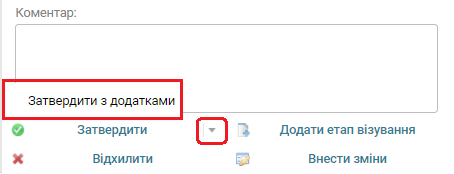 Коментар:
Затвердити з додатками
Затвердити
Додати етап візування
Відхилити
Внести зміни